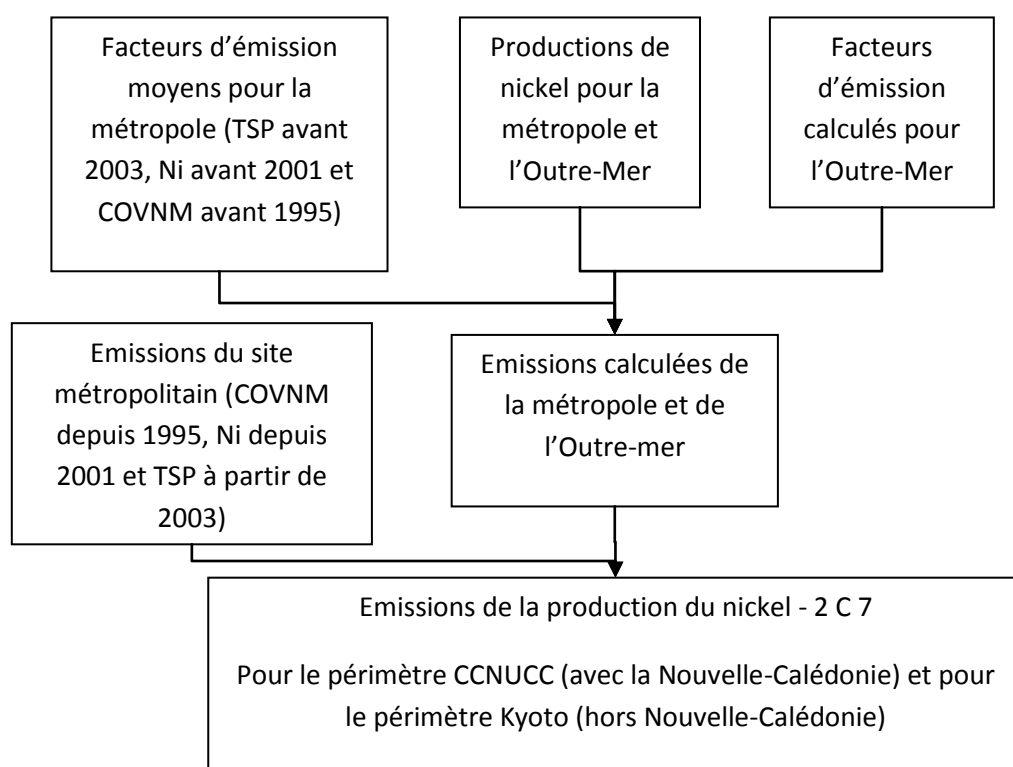 Facteurs d’émission
moyens pour la
métropole (TSP avant
2003, Ni avant 2001 et
COVNM avant 1995)
Productions de
nickel pour la
métropole et
l’Outre-Mer
Facteurs
d’émission
calculés pour
l’Outre-Mer
Emissions du site
métropolitain (COVNM
depuis 1995, Ni depuis
2001 et TSP à partir de
2003)
Emissions calculées de
la métropole et de
l’Outre-mer
Emissions de la production du nickel - 2 C 7
Pour le périmètre CCNUCC (avec la Nouvelle-Calédonie) et pour
le périmètre Kyoto (hors Nouvelle-Calédonie)